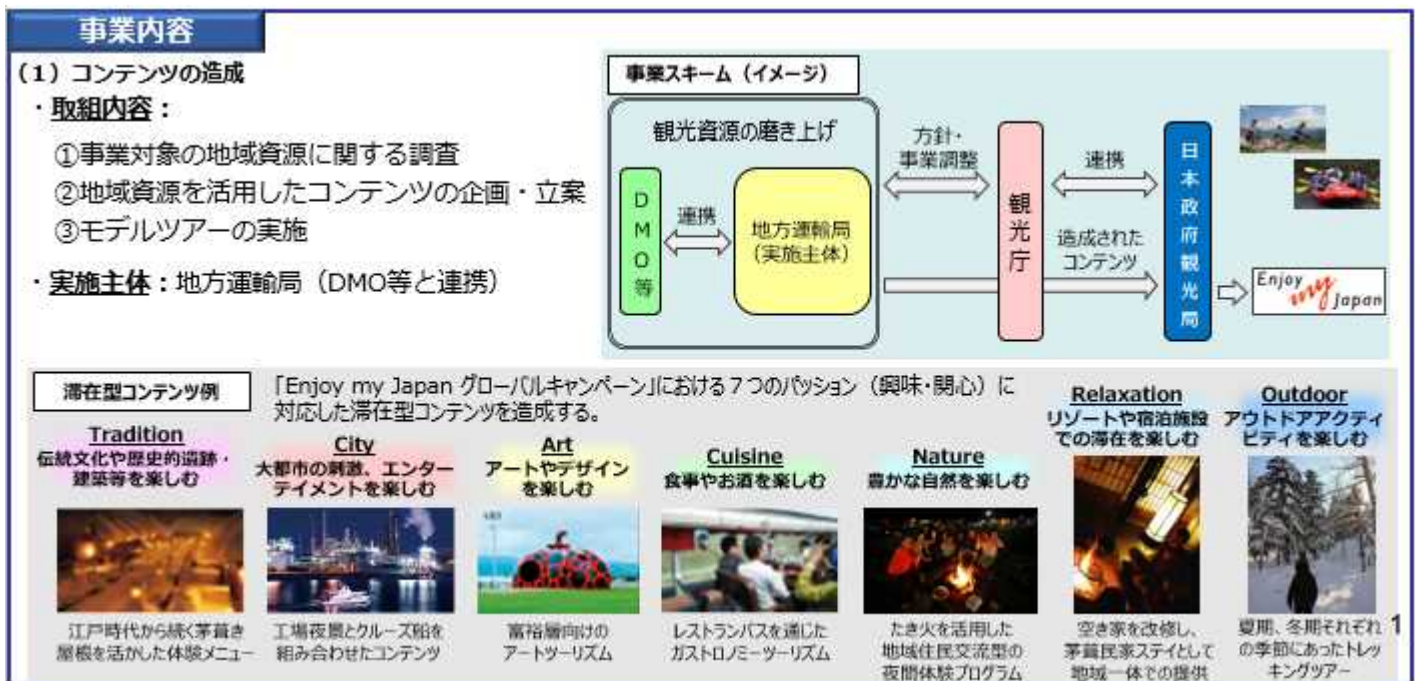 事業内容
(1)コンテンツの造成
・取組内容：
①事業対象の地域資源に関する調査
②地域資源を活用したコンテンツの企画・立案
③モデルツアーの実施
・実施主体：地方運輸局（DMO等と連携）
事業スキーム（イメージ）
観光資源の磨き上げ
DMO等
連携
地方運輸局
（実施主体）
方針・
事業調整
観光庁
連携
造成された
コンテンツ
日本政府観光局
Enjoy
my
Japan
滞在型コンテンツ例
「Enjoy my Japan グローバルキャンペーン」における７つのパッション（興味・関心）に
対応した滞在型コンテンツを造成する。
Tradition
伝統文化や歴史的遺跡・
建築等を楽しむ
江戸時代から続く茅葺き
屋根を活かした体験メニュー
City
大都市の刺激、エンター
テイメントを楽しむ
工場夜景とクルーズ船を
組み合わせたコンテンツ
Art
アートやデザイン
を楽しむ
富裕層向けの
アートツーリズム
Cuisine
食事やお酒を楽しむ
レストランバスを通じた
ガストロノミーツーリズム
Nature
豊かな自然を楽しむ
たき火を活用した
地域住民交流型の
夜間体験プログラム
Relaxation
リゾートや宿泊施設
での滞在を楽しむ
空き家を改修し、
茅葺民家ステイとして
地域一体での提供
Outdoor
アウトドアアクティ
ビティを楽しむ
夏期、冬期それぞれ
の季節にあったトレッ
キングツアー
1